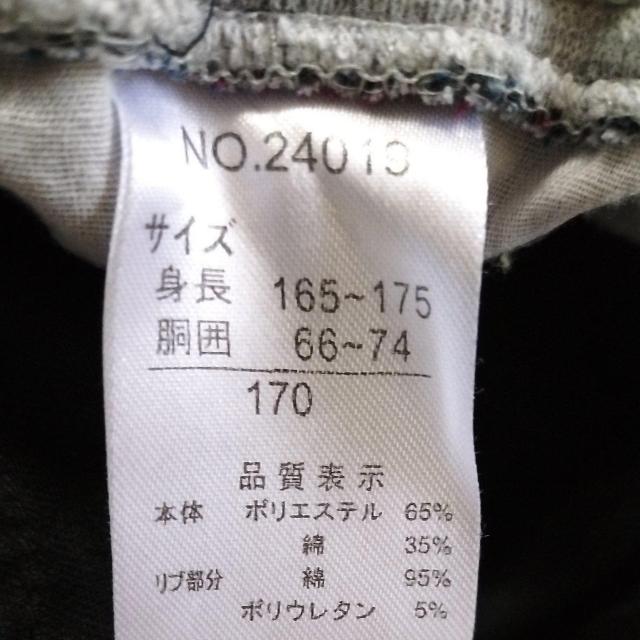 NO.24013
サイズ
身長 165~175
胴囲 66~74
170
品質表示
本体 ポリエステル 65%
綿 35%
リブ部分 綿 95%
ポリウレタン 5%